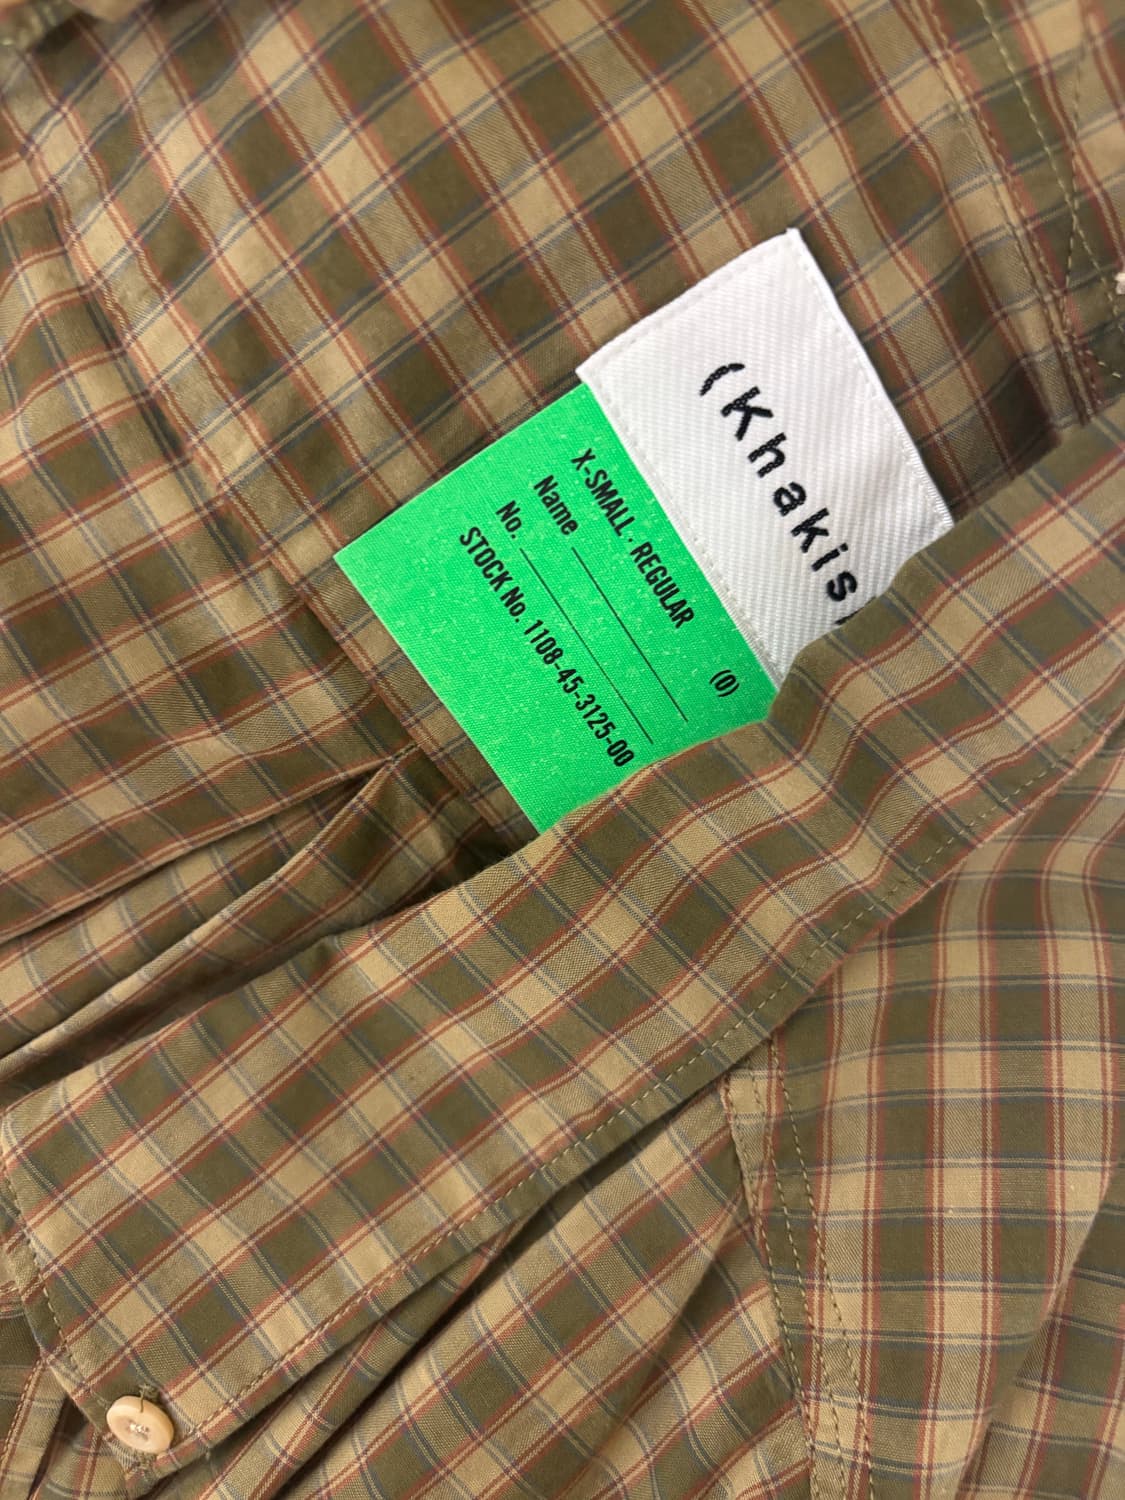 (Khakis)
X-SMALL. REGULAR (0)
Name
No.
STOCK No. 1108-45-3125-00